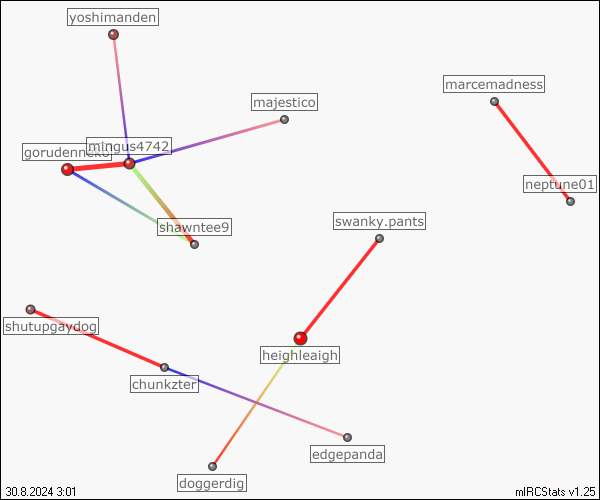 yoshimanden
marcemadness
majestico
mingus4742
gorudenneko
neptune01
swanky.pants
shawntee9
shutupgaydog
heighleaigh
chunkzter
edgepanda
doggerdig
30.8.2024 3:01
mIRCStats v1.25